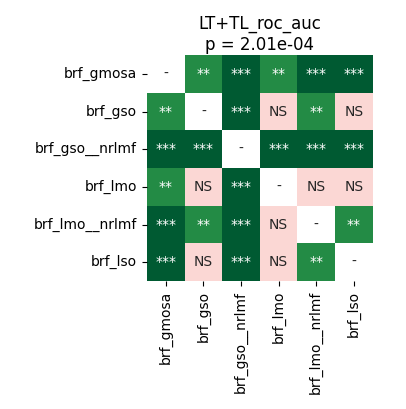 LT+TL_roc_auc
p = 2.01e-04
brf_gmosa - ** *** ** *** ***
brf_gso ** - *** NS ** NS
brf_gso__nrlmf *** *** - *** *** ***
brf_lmo ** NS *** - NS NS
brf_lmo__nrlmf *** ** *** NS - **
brf_lso *** NS *** NS ** -
brf_gmosa
brf_gso
brf_gso__nrlmf
brf_lmo
brf_lmo__nrlmf
brf_lso